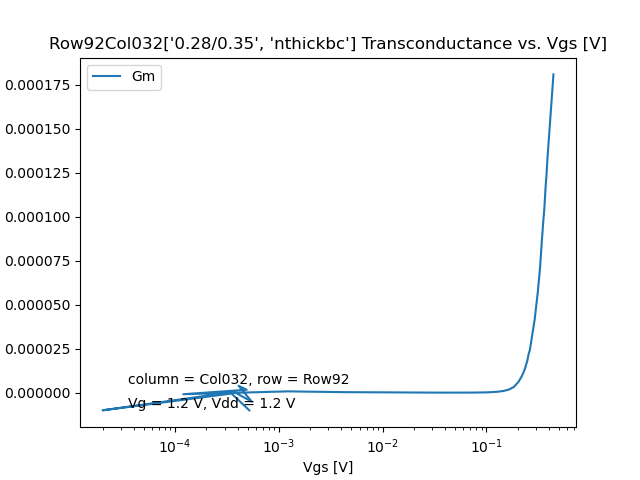 Row92Col032['0.28/0.35', 'nthickbc'] Transconductance vs. Vgs [V]
Gm
0.000175
0.000150
0.000125
0.000100
0.000075
0.000050
0.000025
0.000000
column = Col032, row = Row92
Vg = 1.2 V, Vdd = 1.2 V
10⁻⁴ 10⁻³ 10⁻² 10⁻¹
Vgs [V]